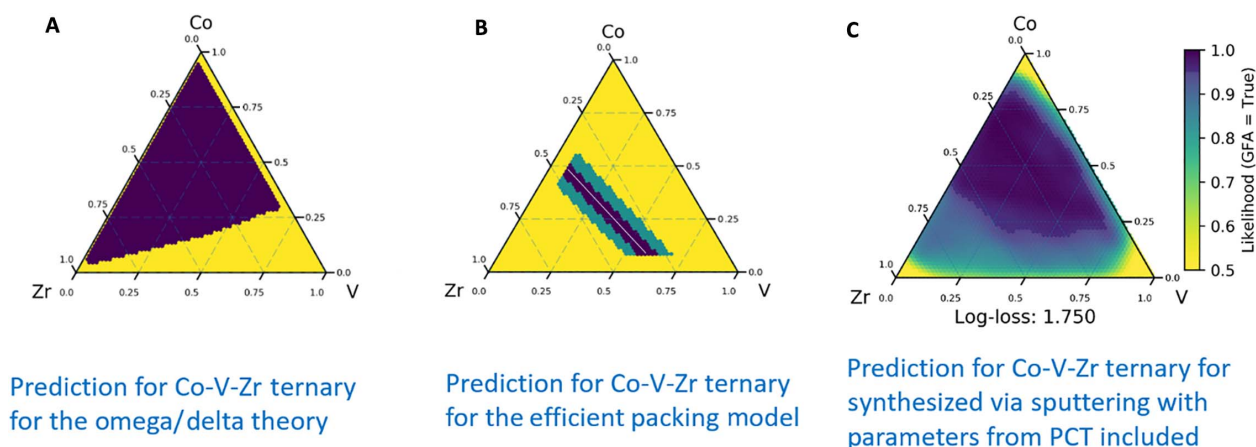 A
B
C
Co
0.0
1.0
0.25
0.75
0.5
0.5
0.75
0.25
1.0
0.0
Zr
0.0
0.25
0.5
0.75
1.0
V
Co
0.0
1.0
0.25
0.75
0.5
0.5
0.75
0.25
1.0
0.0
Zr
0.0
0.25
0.5
0.75
1.0
V
Co
0.0
1.0
0.25
0.75
0.5
0.5
0.75
0.25
1.0
0.0
Zr
0.0
0.25
0.5
0.75
1.0
V
Log-loss: 1.750
1.0
0.9
0.8
0.7
0.6
0.5
Likelihood (GFA = True)
Prediction for Co-V-Zr ternary
for the omega/delta theory
Prediction for Co-V-Zr ternary
for the efficient packing model
Prediction for Co-V-Zr ternary for
synthesized via sputtering with
parameters from PCT included